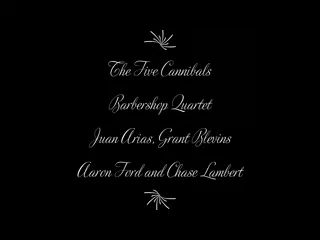 The Five Cannibals
Barbershop Quartet
Juan Arias, Grant Blevins
Aaron Ford and Chase Lambert